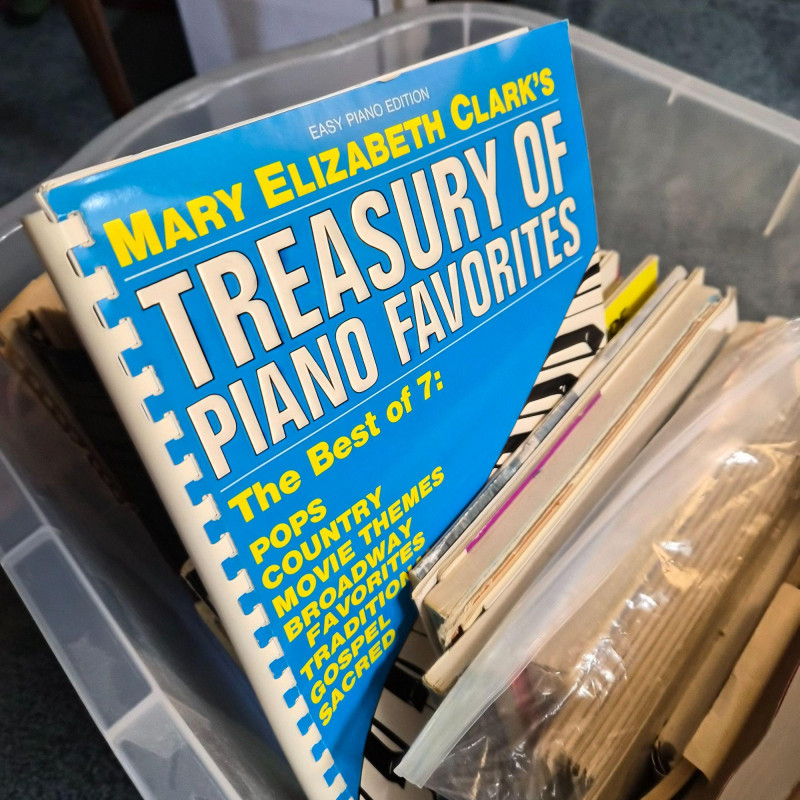 EASY PIANO EDITION
MARY ELIZABETH CLARK'S
TREASURY OF
PIANO FAVORITES
The Best of 7:
POPS
COUNTRY
MOVIE THEMES
BROADWAY
FAVORITES
TRADITION
GOSPEL
SACRED